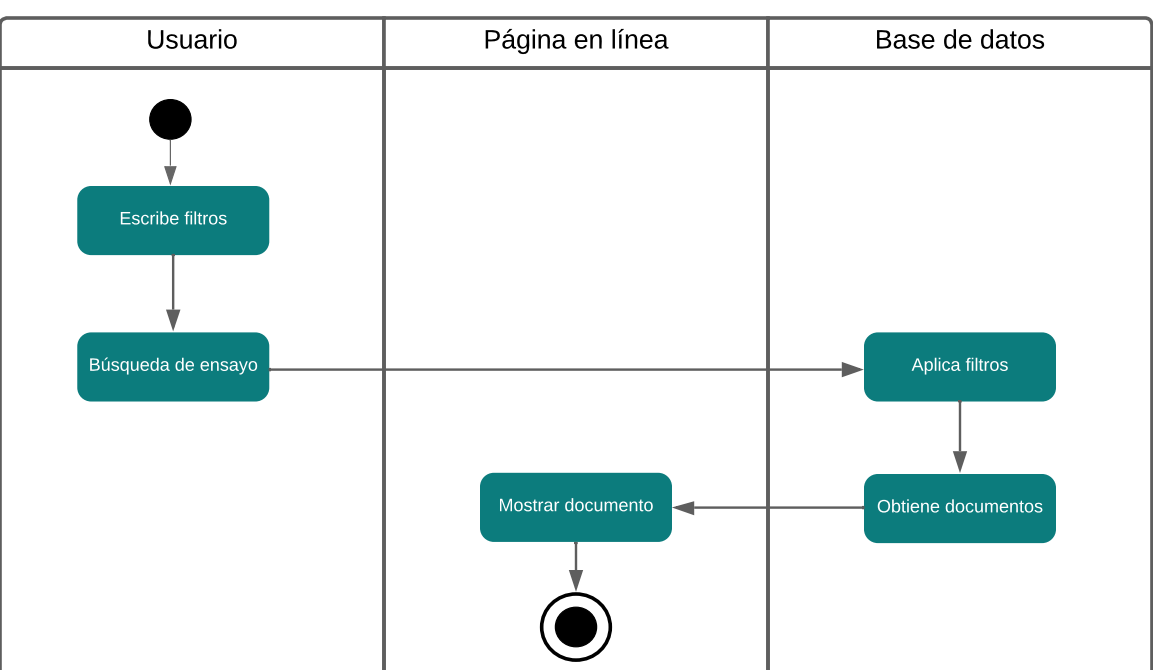 Usuario
Página en línea
Base de datos
Escribe filtros
Búsqueda de ensayo
Aplica filtros
Mostrar documento
Obtiene documentos